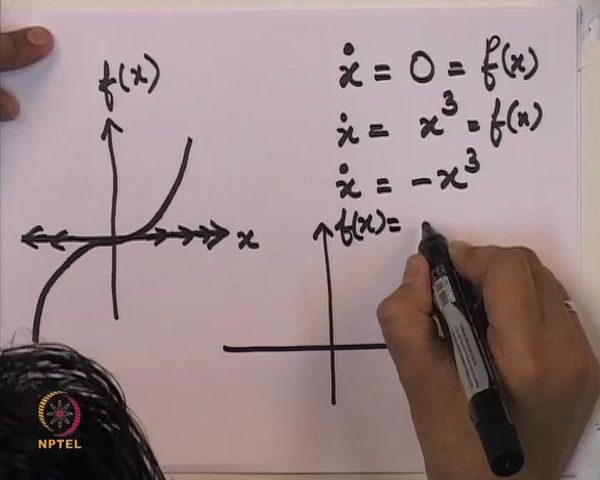 f(x)
ẋ = 0 = f(x)
ẋ = x³ = f(x)
ẋ = -x³
x
f(x) =
NPTEL